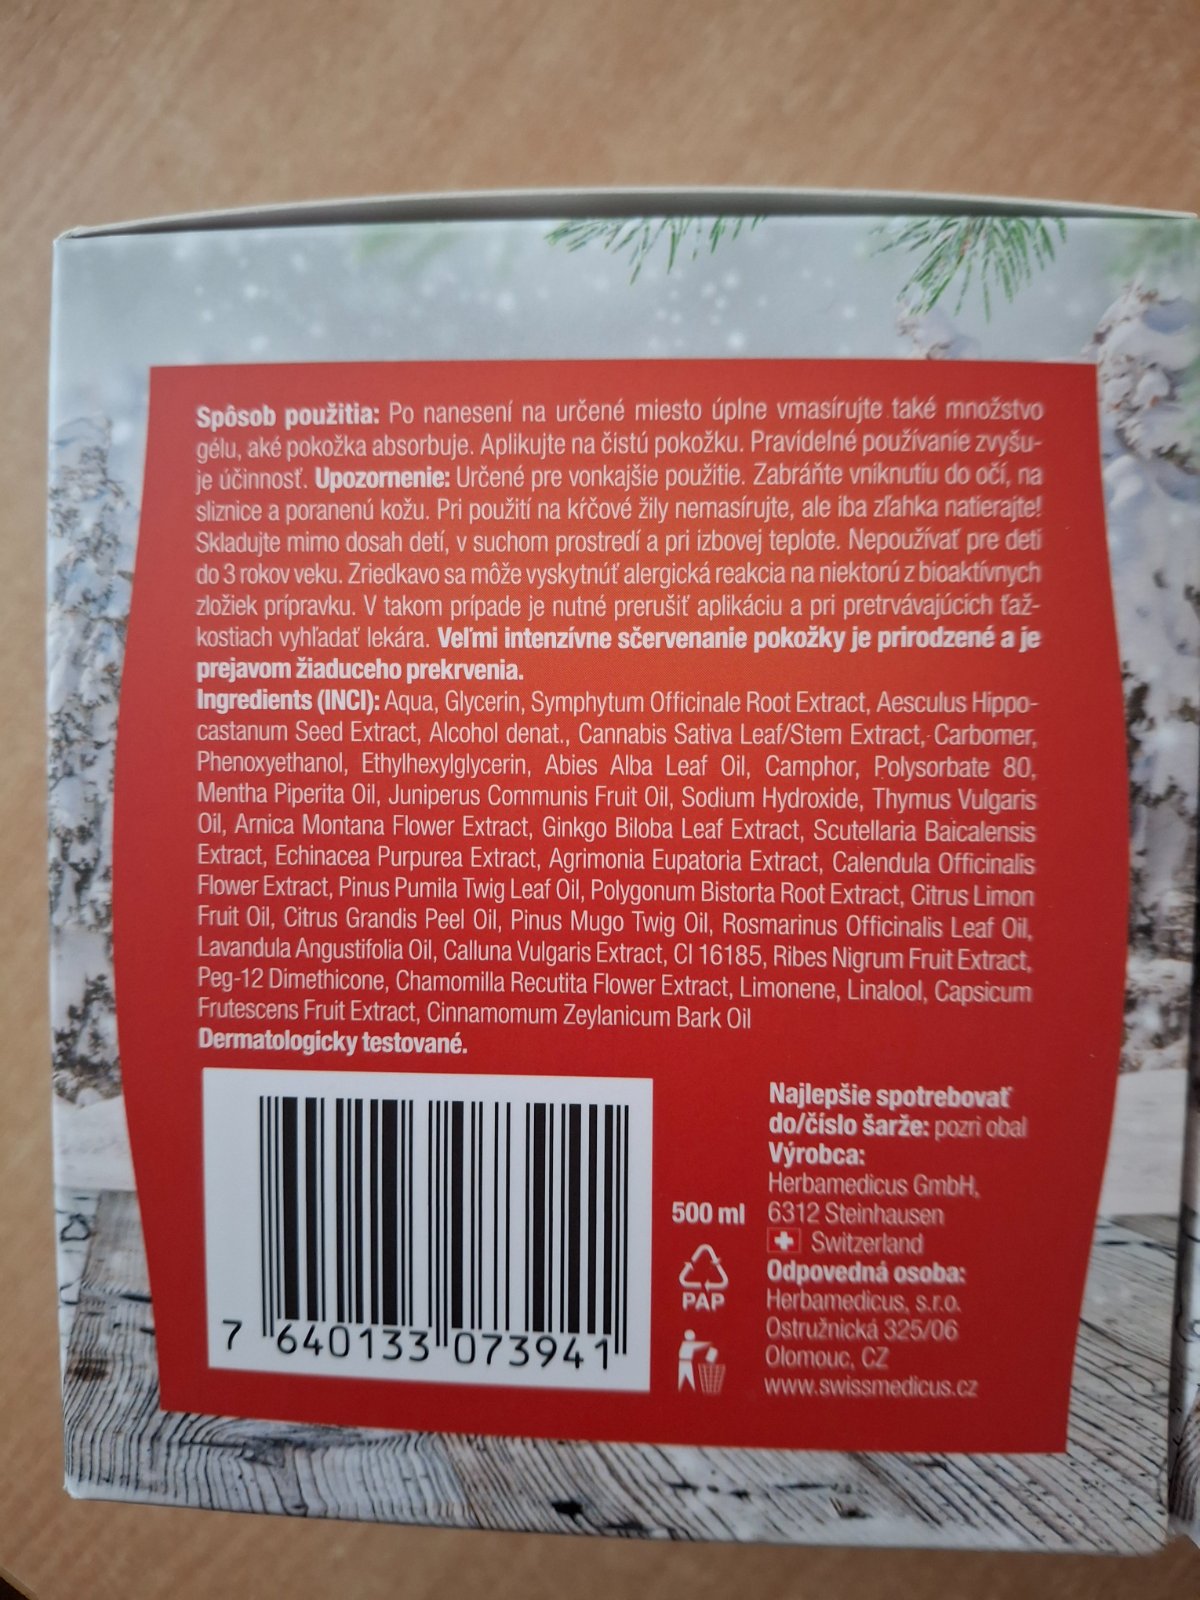 Spôsob použitia: Po nanesení na určené miesto úplne vmasírujte také množstvo
gélu, aké pokožka absorbuje. Aplikujte na čistú pokožku. Pravidelné používanie zvyšu-
je účinnosť. Upozornenie: Určené pre vonkajšie použitie. Zabráňte vniknutiu do očí, na
sliznice a poranenú kožu. Pri použití na kŕčové žily nemasírujte, ale iba zľahka natierajte!
Skladujte mimo dosah detí, v suchom prostredí a pri izbovej teplote. Nepoužívať pre deti
do 3 rokov veku. Zriedkavo sa môže vyskytnúť alergická reakcia na niektorú z bioaktívnych
zložiek prípravku. V takom prípade je nutné prerušiť aplikáciu a pri pretrvávajúcich ťaž-
kostiach vyhľadať lekára. Veľmi intenzívne sčervenanie pokožky je prirodzené a je
prejavom žiaduceho prekrvenia.
Ingredients (INCI): Aqua, Glycerin, Symphytum Officinale Root Extract, Aesculus Hippo-
castanum Seed Extract, Alcohol denat., Cannabis Sativa Leaf/Stem Extract, Carbomer,
Phenoxyethanol, Ethylhexylglycerin, Abies Alba Leaf Oil, Camphor, Polysorbate 80,
Mentha Piperita Oil, Juniperus Communis Fruit Oil, Sodium Hydroxide, Thymus Vulgaris
Oil, Arnica Montana Flower Extract, Ginkgo Biloba Leaf Extract, Scutellaria Baicalensis
Extract, Echinacea Purpurea Extract, Agrimonia Eupatoria Extract, Calendula Officinalis
Flower Extract, Pinus Pumila Twig Leaf Oil, Polygonum Bistorta Root Extract, Citrus Limon
Fruit Oil, Citrus Grandis Peel Oil, Pinus Mugo Twig Oil, Rosmarinus Officinalis Leaf Oil,
Lavandula Angustifolia Oil, Calluna Vulgaris Extract, CI 16185, Ribes Nigrum Fruit Extract,
Peg-12 Dimethicone, Chamomilla Recutita Flower Extract, Limonene, Linalool, Capsicum
Frutescens Fruit Extract, Cinnamomum Zeylanicum Bark Oil
Dermatologicky testované.
7 640133 073941
500 ml
PAP
Najlepšie spotrebovať
do/číslo šarže: pozri obal
Výrobca:
Herbamedicus GmbH,
6312 Steinhausen
Switzerland
Odpovedná osoba:
Herbamedicus, s.r.o.
Ostružnická 325/06
Olomouc, CZ
www.swissmedicus.cz